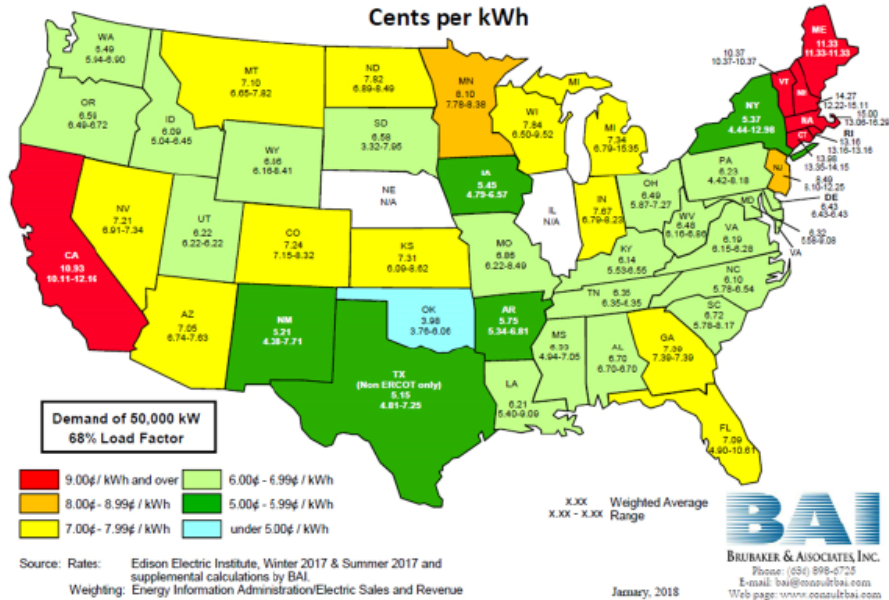 Cents per kWh
WA
6.49
5.94-6.90
OR
6.59
6.49-6.72
ID
6.09
5.04-6.45
MT
7.10
6.65-7.82
ND
7.82
6.89-8.49
MN
8.10
7.78-8.38
SD
6.58
3.32-7.95
WY
6.16-8.41
NE
N/A
IA
5.45
4.79-6.57
WI
7.84
6.50-9.52
MI
MI
7.34
6.79-15.35
IL
N/A
IN
7.67
6.79-8.23
OH
6.49
5.87-7.27
PA
6.23
4.42-8.18
NY
5.37
4.44-12.98
ME
11.33
11.33-11.33
VT
10.37
10.37-10.37
NH
14.27
12.22-15.11
MA
15.00
13.06-16.29
RI
13.16
13.16-13.16
CT
13.98
13.35-14.15
NJ
8.49
8.10-12.25
DE
6.43
6.43-6.43
MD
6.32
5.58-9.08
VA
WV
6.48
6.16-6.86
VA
6.19
6.15-6.28
KY
6.14
5.53-6.55
NC
6.10
5.78-6.54
TN
6.35
6.35-6.35
SC
6.72
5.78-8.17
GA
7.39
7.39-7.39
AL
6.70
6.70-6.70
MS
4.94-7.05
FL
7.09
4.90-10.61
LA
6.21
5.40-9.09
AR
5.75
5.34-6.81
MO
6.86
6.22-8.49
KS
7.31
6.09-8.62
OK
3.98
3.76-6.06
TX
(Non ERCOT only)
5.15
4.81-7.25
NM
5.21
4.38-7.71
CO
7.24
7.15-8.32
UT
6.22
6.22-6.22
AZ
7.05
6.74-7.63
NV
7.21
6.91-7.34
CA
10.93
10.11-12.16
Demand of 50,000 kW
68% Load Factor
9.00¢/ kWh and over
8.00¢ - 8.99¢ / kWh
7.00¢ - 7.99¢ / kWh
6.00¢ - 6.99¢ / kWh
5.00¢ - 5.99¢ / kWh
under 5.00¢ / kWh
x.xx Weighted Average
x.xx - x.xx Range
Source: Rates: Edison Electric Institute, Winter 2017 & Summer 2017 and
supplemental calculations by BAI.
Weighting: Energy Information Administration/Electric Sales and Revenue
January, 2018
BAI
BRUBAKER & ASSOCIATES, INC.
Phone: (636) 898-6725
E-mail: bai@consultbai.com
Web page: www.consultbai.com